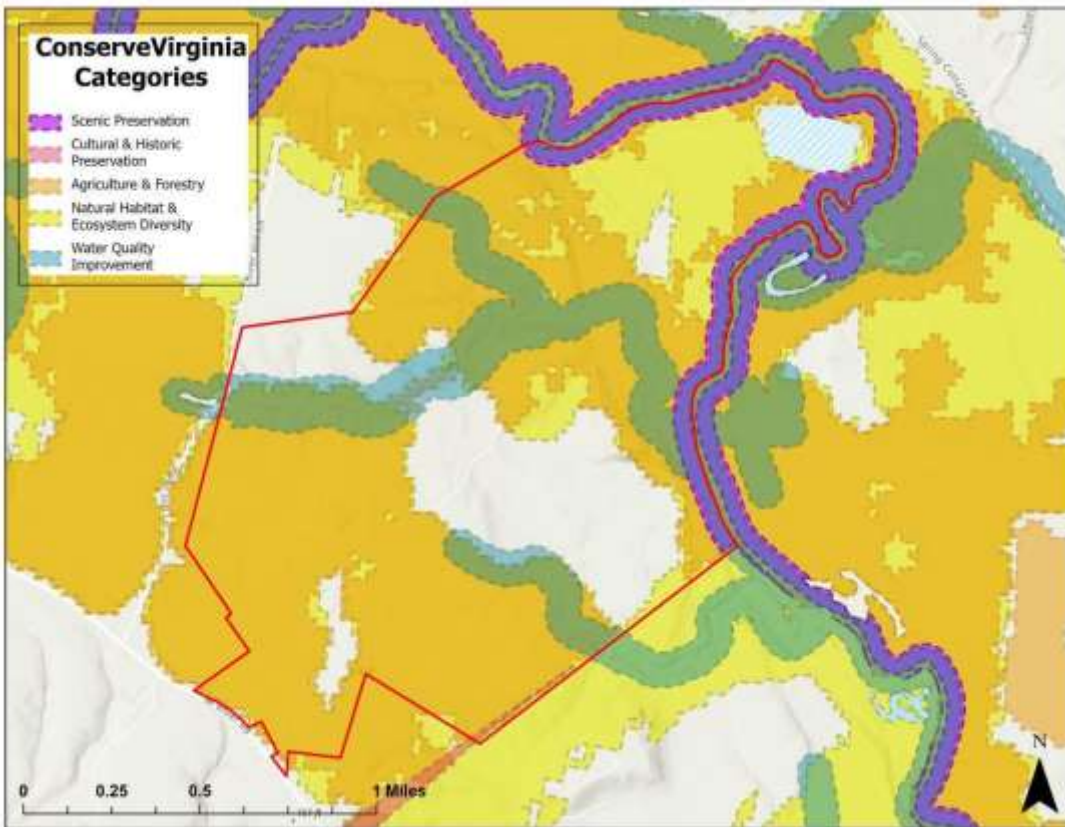 ConserveVirginia
Categories
Scenic Preservation
Cultural & Historic
Preservation
Agriculture & Forestry
Natural Habitat &
Ecosystem Diversity
Water Quality
Improvement
N
0 0.25 0.5 1 Miles